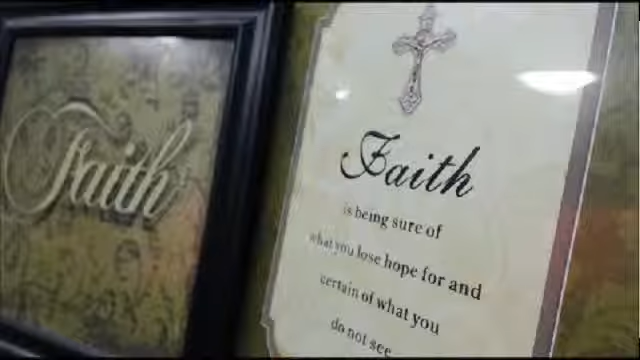 Faith
Faith
is being sure of
what you lose hope for and
certain of what you
do not see